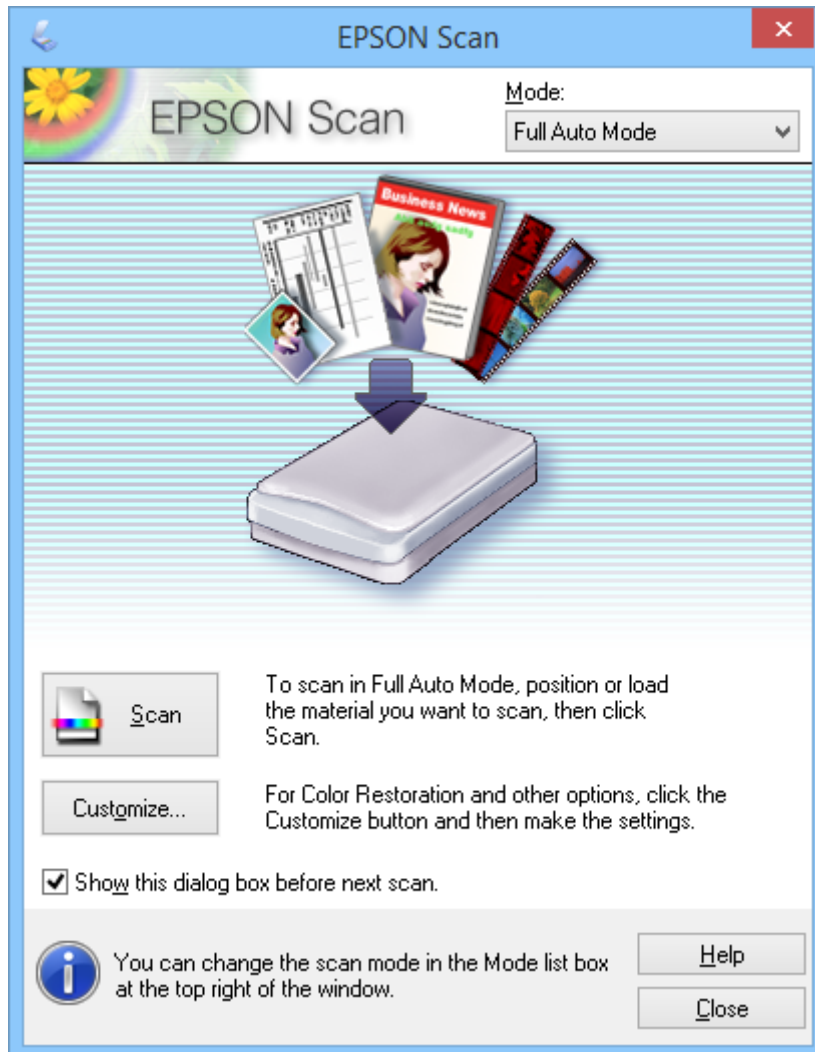 EPSON Scan
EPSON Scan
Mode:
Full Auto Mode
Business News
To scan in Full Auto Mode, position or load
the material you want to scan, then click
Scan.
Scan
For Color Restoration and other options, click the
Customize button and then make the settings.
Customize...
Show this dialog box before next scan.
You can change the scan mode in the Mode list box
at the top right of the window.
Help
Close